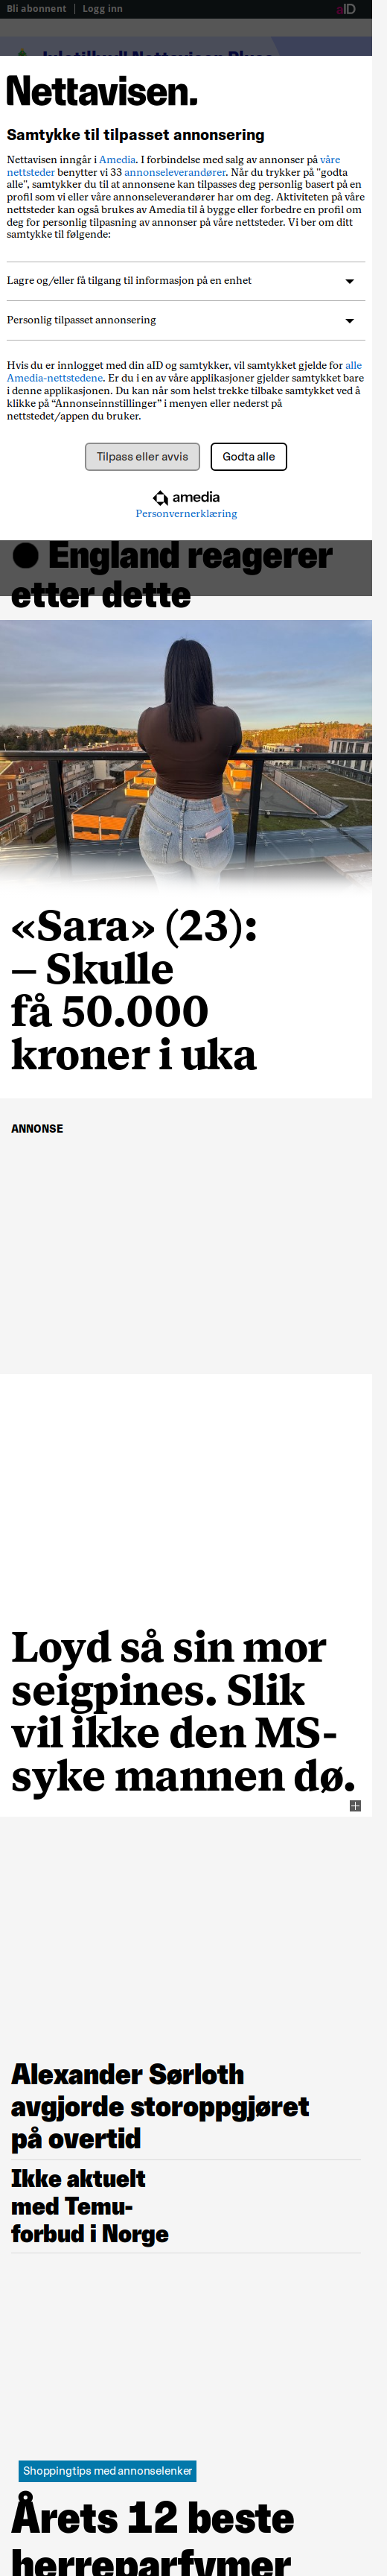 Bli abonnent | Logg inn
aID
Nettavisen.
Samtykke til tilpasset annonsering
Nettavisen inngår i Amedia. I forbindelse med salg av annonser på våre
nettsteder benytter vi 33 annonseleverandører. Når du trykker på "godta
alle", samtykker du til at annonsene kan tilpasses deg personlig basert på en
profil som vi eller våre annonseleverandører har om deg. Aktiviteten på våre
nettsteder kan også brukes av Amedia til å bygge eller forbedre en profil om
deg for personlig tilpasning av annonser på våre nettsteder. Vi ber om ditt
samtykke til følgende:
Lagre og/eller få tilgang til informasjon på en enhet
Personlig tilpasset annonsering
Hvis du er innlogget med din aID og samtykker, vil samtykket gjelde for alle
Amedia-nettstedene. Er du i en av våre applikasjoner gjelder samtykket bare
i denne applikasjonen. Du kan når som helst trekke tilbake samtykket ved å
klikke på “Annonseinnstillinger” i menyen eller nederst på
nettstedet/appen du bruker.
Tilpass eller avvis
Godta alle
amedia
Personvernerklæring
● England reagerer
etter dette
«Sara» (23):
– Skulle
få 50.000
kroner i uka
ANNONSE
Loyd så sin mor
seigpines. Slik
vil ikke den MS-
syke mannen dø.
Alexander Sørloth
avgjorde storoppgjøret
på overtid
Ikke aktuelt
med Temu-
forbud i Norge
Shoppingtips med annonselenker
Årets 12 beste
herreparfymer